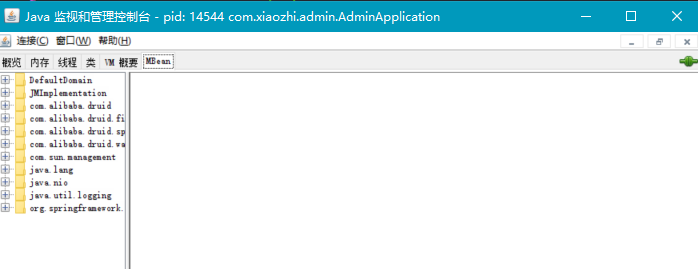 Java 监视和管理控制台 - pid: 14544 com.xiaozhi.admin.AdminApplication
连接(C) 窗口(W) 帮助(H)
概览 内存 线程 类 VM 概要 MBean
DefaultDomain
JMImplementation
com.alibaba.druid
com.alibaba.druid.fi
com.alibaba.druid.sp
com.alibaba.druid.wa
com.sun.management
java.lang
java.nio
java.util.logging
org.springframework.